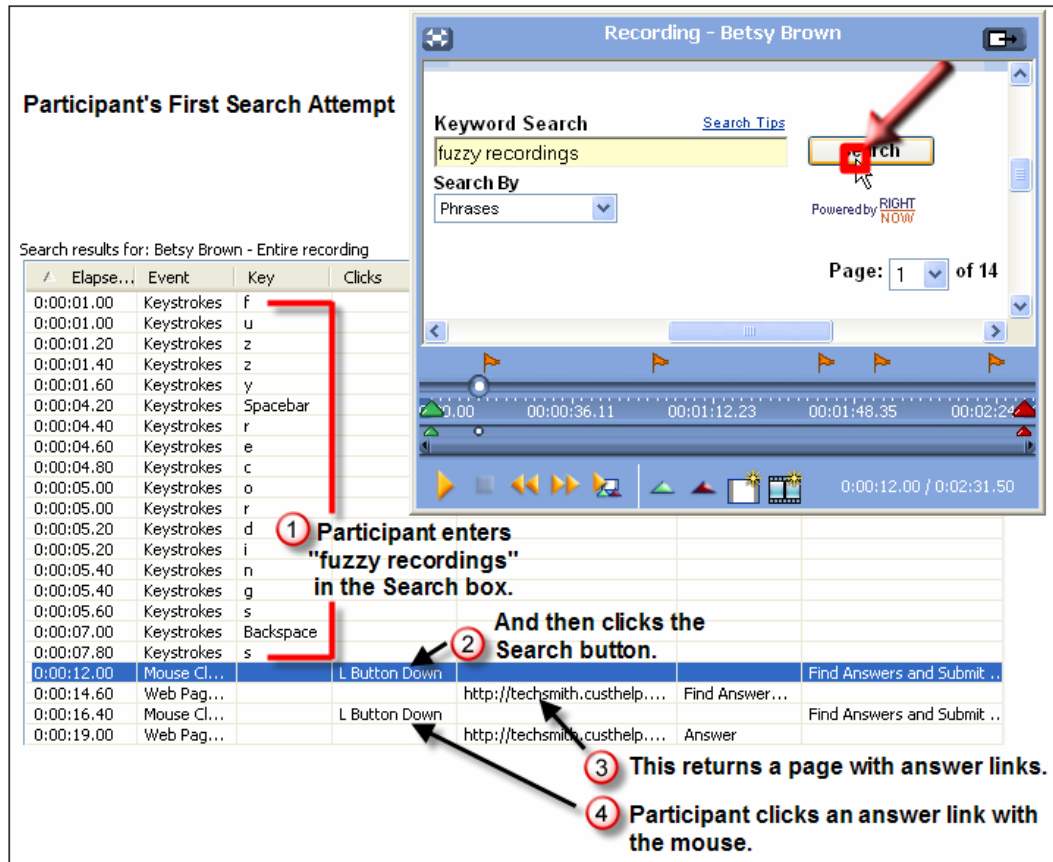 Recording - Betsy Brown
Participant's First Search Attempt
Keyword Search
Search Tips
fuzzy recordings
Search By
Phrases
Powered by RIGHT
NOW
Page: 1 of 14
Search results for: Betsy Brown - Entire recording
Elapse... Event Key Clicks
0:00:01.00 Keystrokes f
0:00:01.00 Keystrokes u
0:00:01.20 Keystrokes z
0:00:01.40 Keystrokes z
0:00:01.60 Keystrokes y
0:00:04.20 Keystrokes Spacebar
0:00:04.40 Keystrokes r
0:00:04.60 Keystrokes e
0:00:04.80 Keystrokes c
0:00:05.00 Keystrokes o
0:00:05.00 Keystrokes r
0:00:05.20 Keystrokes d
0:00:05.20 Keystrokes i
0:00:05.40 Keystrokes n
0:00:05.40 Keystrokes g
0:00:05.60 Keystrokes s
0:00:07.00 Keystrokes Backspace
0:00:07.80 Keystrokes s
0:00:12.00 Mouse Cl... L Button Down Find Answers and Submit ..
0:00:14.60 Web Pag... http://techsmith.custhelp.... Find Answer...
0:00:16.40 Mouse Cl... L Button Down Find Answers and Submit ..
0:00:19.00 Web Pag... http://techsmith.custhelp.... Answer
00:00:36.11 00:01:12.23 00:01:48.35
0:00:12.00 / 0:02:31.50
1 Participant enters
"fuzzy recordings"
in the Search box.
2 And then clicks the
Search button.
3 This returns a page with answer links.
4 Participant clicks an answer link with
the mouse.